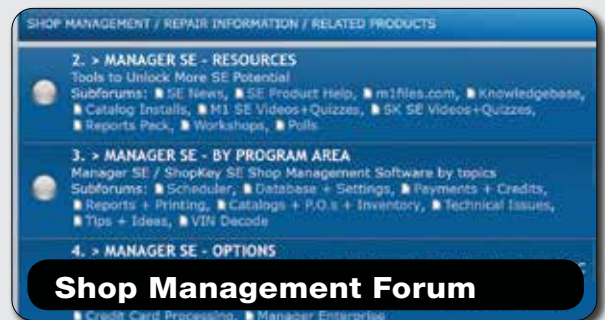 SHOP MANAGEMENT / REPAIR INFORMATION / RELATED PRODUCTS
2. > MANAGER SE - RESOURCES
Tools to Unlock More SE Potential
Subforums: SE News, SE Product Help, m1files.com, Knowledgebase,
Catalog Installs, M1 SE Videos+Quizzes, SK SE Videos+Quizzes,
Reports Pack, Workshops, Polls
3. > MANAGER SE - BY PROGRAM AREA
Manager SE / ShopKey SE Shop Management Software by topics
Subforums: Scheduler, Database + Settings, Payments + Credits,
Reports + Printing, Catalogs + P.O.s + Inventory, Technical Issues,
Tips + Ideas, VIN Decode
4. > MANAGER SE - OPTIONS
Shop Management Forum
Credit Card Processing, Manager Enterprise